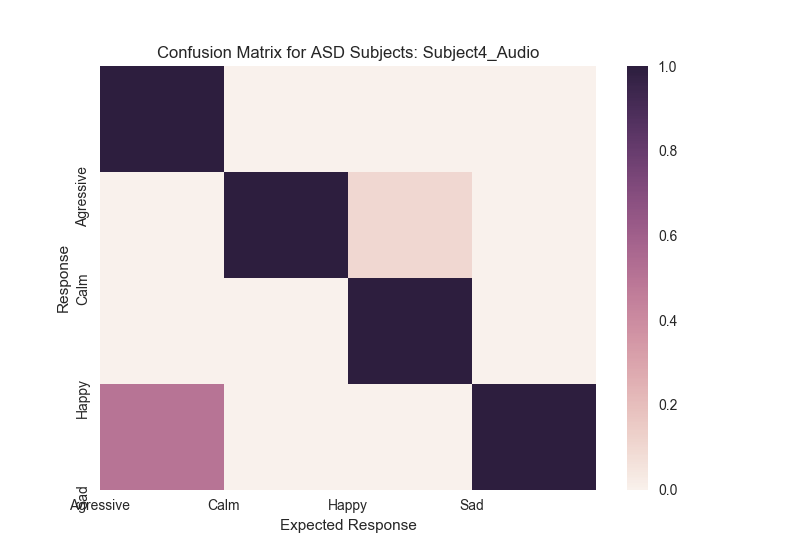 Confusion Matrix for ASD Subjects: Subject4_Audio
1.0
0.8
0.6
0.4
0.2
0.0
Response
Agressive
Calm
Happy
Sad
Agressive Calm Happy Sad
Expected Response